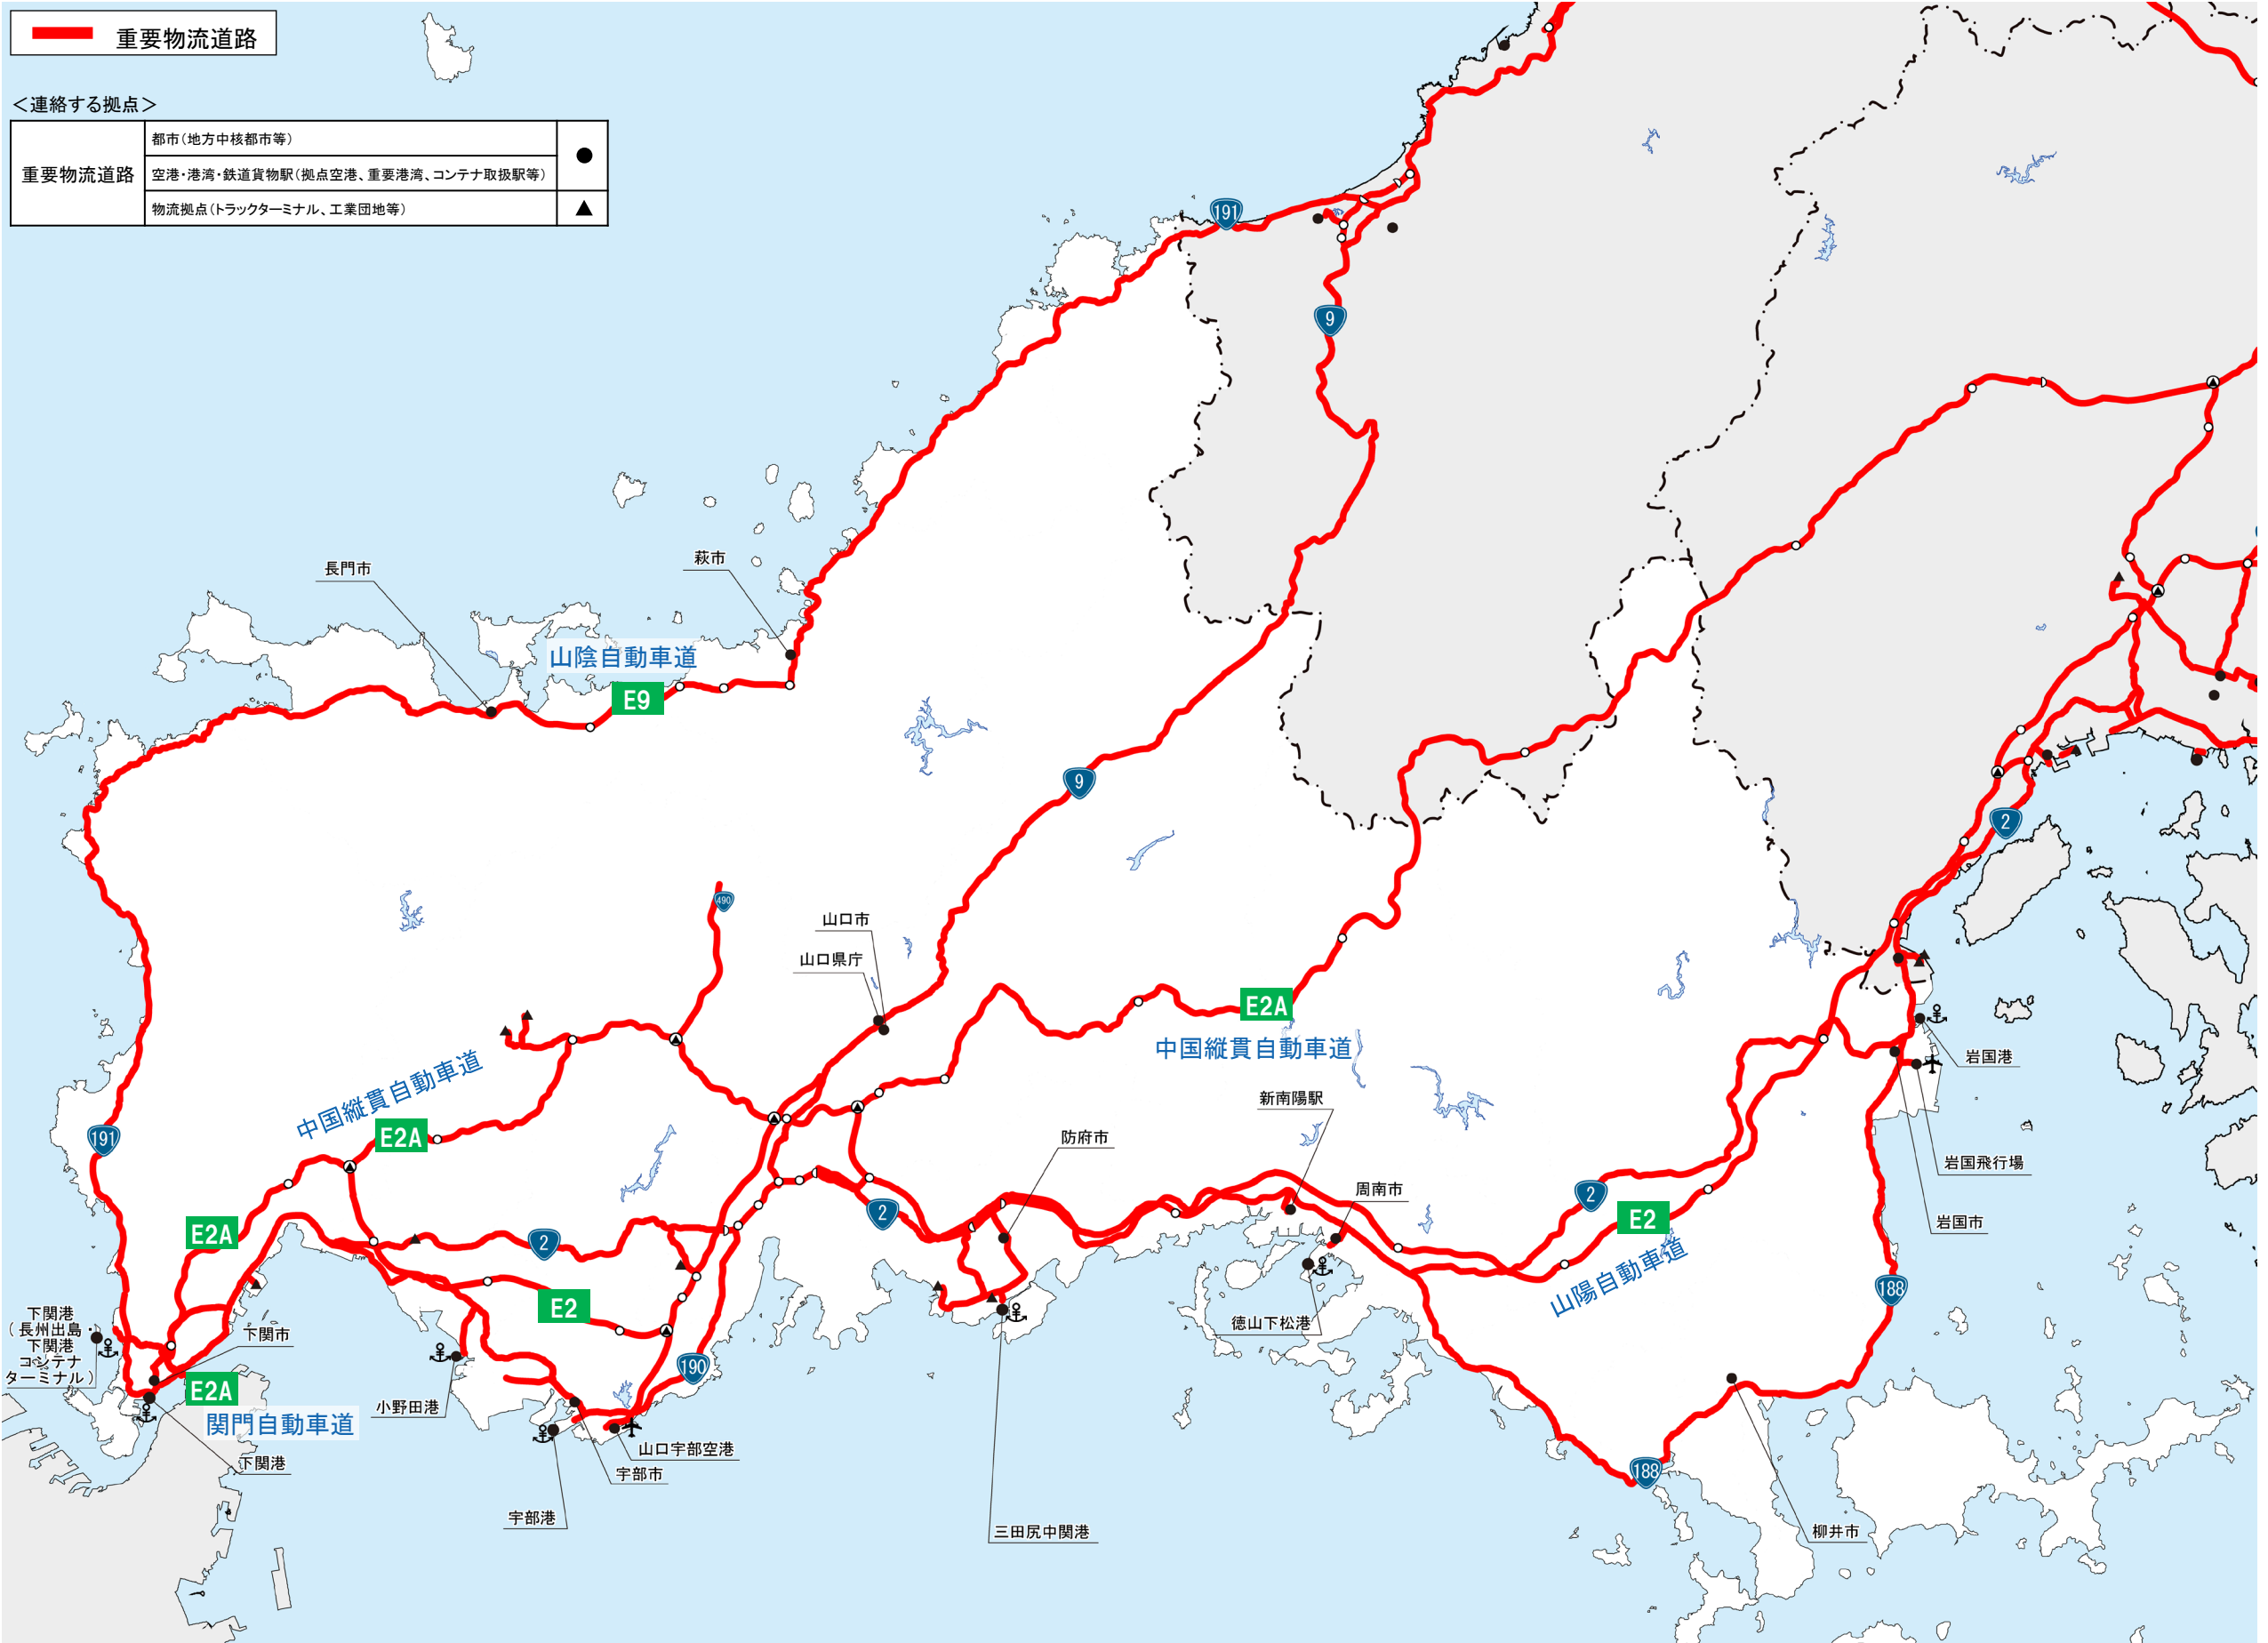 重要物流道路
＜連絡する拠点＞
重要物流道路
都市（地方中核都市等）
●
空港・港湾・鉄道貨物駅（拠点空港、重要港湾、コンテナ取扱駅等）
物流拠点（トラックターミナル、工業団地等）
▲
191
9
長門市
萩市
山陰自動車道
E9
9
2
490
山口市
山口県庁
E2A
中国縦貫自動車道
岩国港
中国縦貫自動車道
E2A
191
新南陽駅
防府市
岩国飛行場
周南市
2
E2
岩国市
2
E2A
2
山陽自動車道
188
E2
下関港
（長州出島・
下関港
コンテナ
ターミナル）
下関市
徳山下松港
190
E2A
関門自動車道
小野田港
山口宇部空港
下関港
宇部市
188
宇部港
三田尻中関港
柳井市